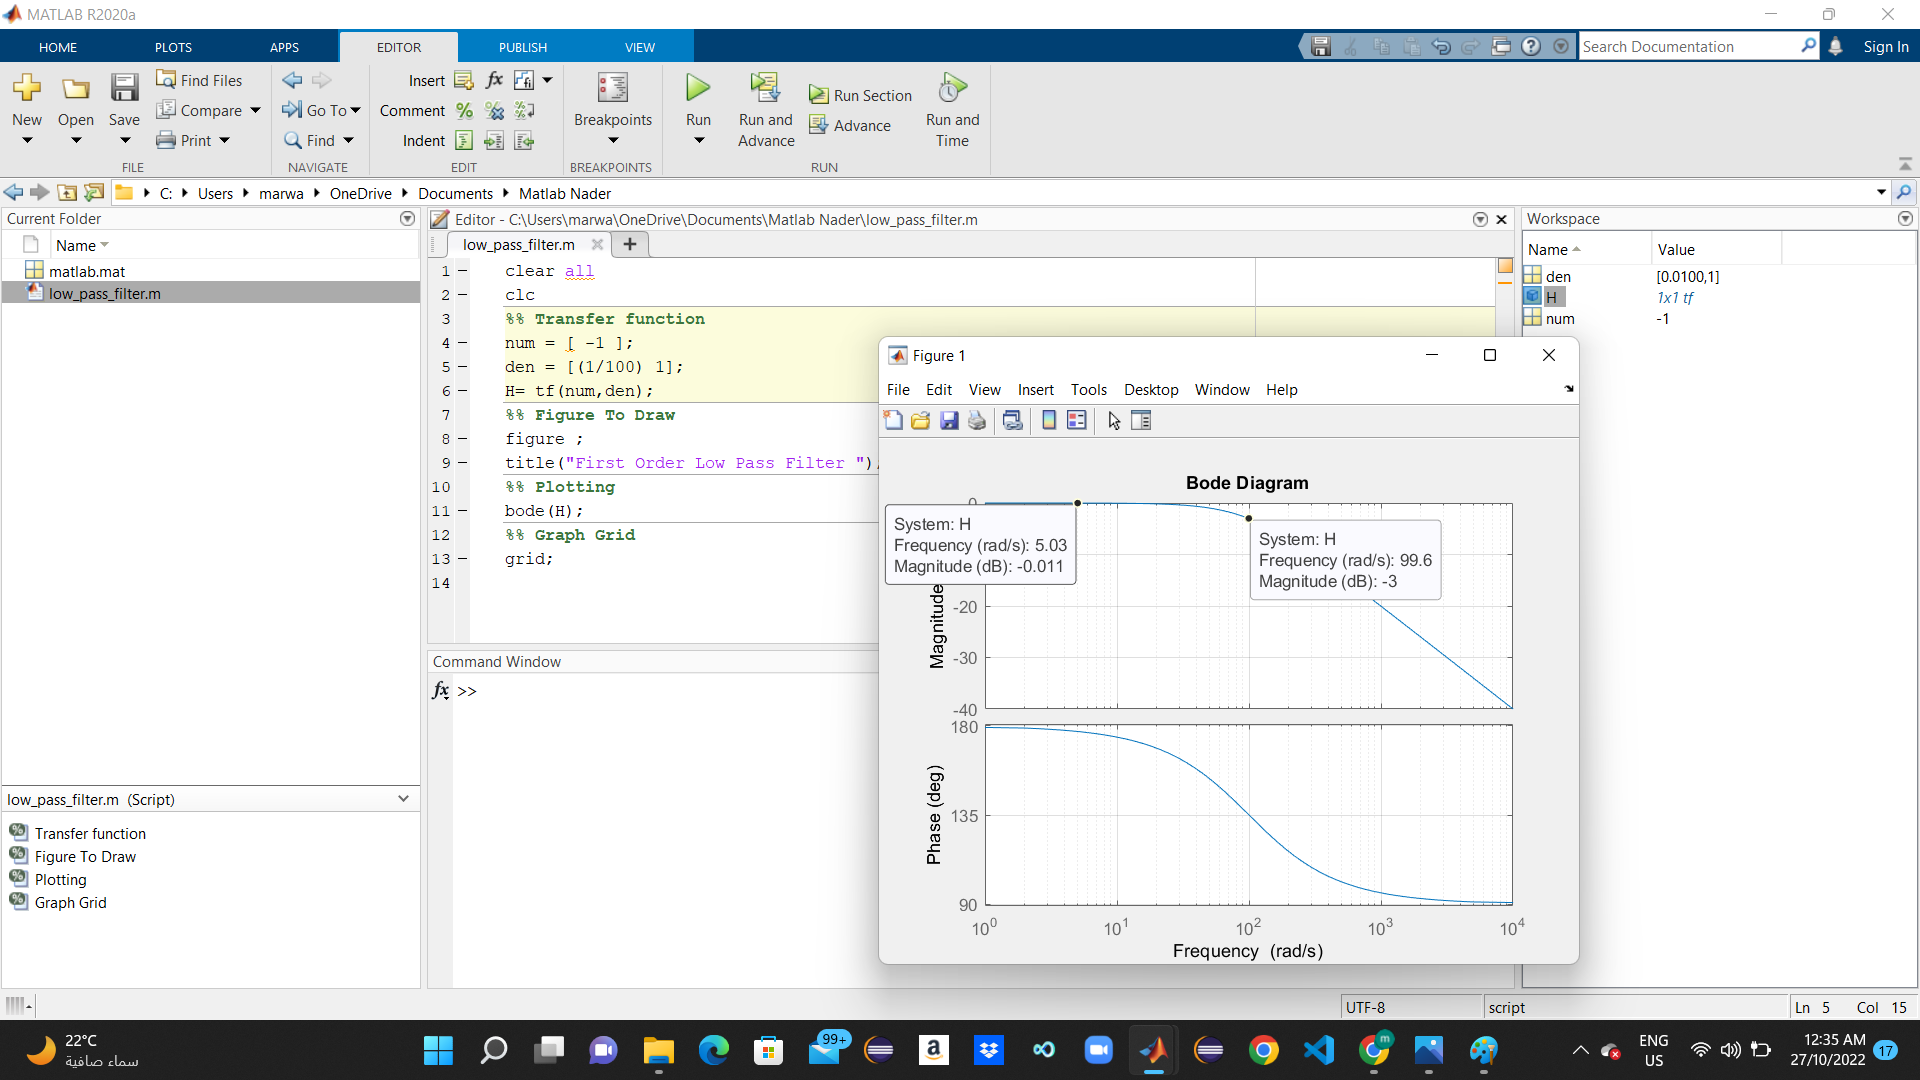 MATLAB R2020a
HOME PLOTS APPS EDITOR PUBLISH VIEW
Search Documentation
Sign In
New
Open
Save
Find Files
Compare
Print
FILE
Go To
Find
NAVIGATE
Insert
fx
Comment
Indent
EDIT
Breakpoints
BREAKPOINTS
Run
Run and
Advance
Run Section
Advance
Run and
Time
RUN
C: Users marwa OneDrive Documents Matlab Nader
Current Folder
Name
matlab.mat
low_pass_filter.m
Editor - C:\Users\marwa\OneDrive\Documents\Matlab Nader\low_pass_filter.m
low_pass_filter.m
1 clear all
2 clc
3 %% Transfer function
4 num = [ -1 ];
5 den = [(1/100) 1];
6 H= tf(num,den);
7 %% Figure To Draw
8 figure ;
9 title("First Order Low Pass Filter ")
10 %% Plotting
11 bode(H);
12 %% Graph Grid
13 grid;
14
Command Window
fx >>
Workspace
Name Value
den [0.0100,1]
H 1x1 tf
num -1
Figure 1
File Edit View Insert Tools Desktop Window Help
Bode Diagram
0
System: H
Frequency (rad/s): 5.03
Magnitude (dB): -0.011
System: H
Frequency (rad/s): 99.6
Magnitude (dB): -3
Magnitude
-20
-30
-40
180
135
90
Phase (deg)
10^0 10^1 10^2 10^3 10^4
Frequency (rad/s)
low_pass_filter.m (Script)
Transfer function
Figure To Draw
Plotting
Graph Grid
UTF-8
script
Ln 5 Col 15
22°C
سماء صافية
99+
a
m
ENG
US
12:35 AM
27/10/2022
17